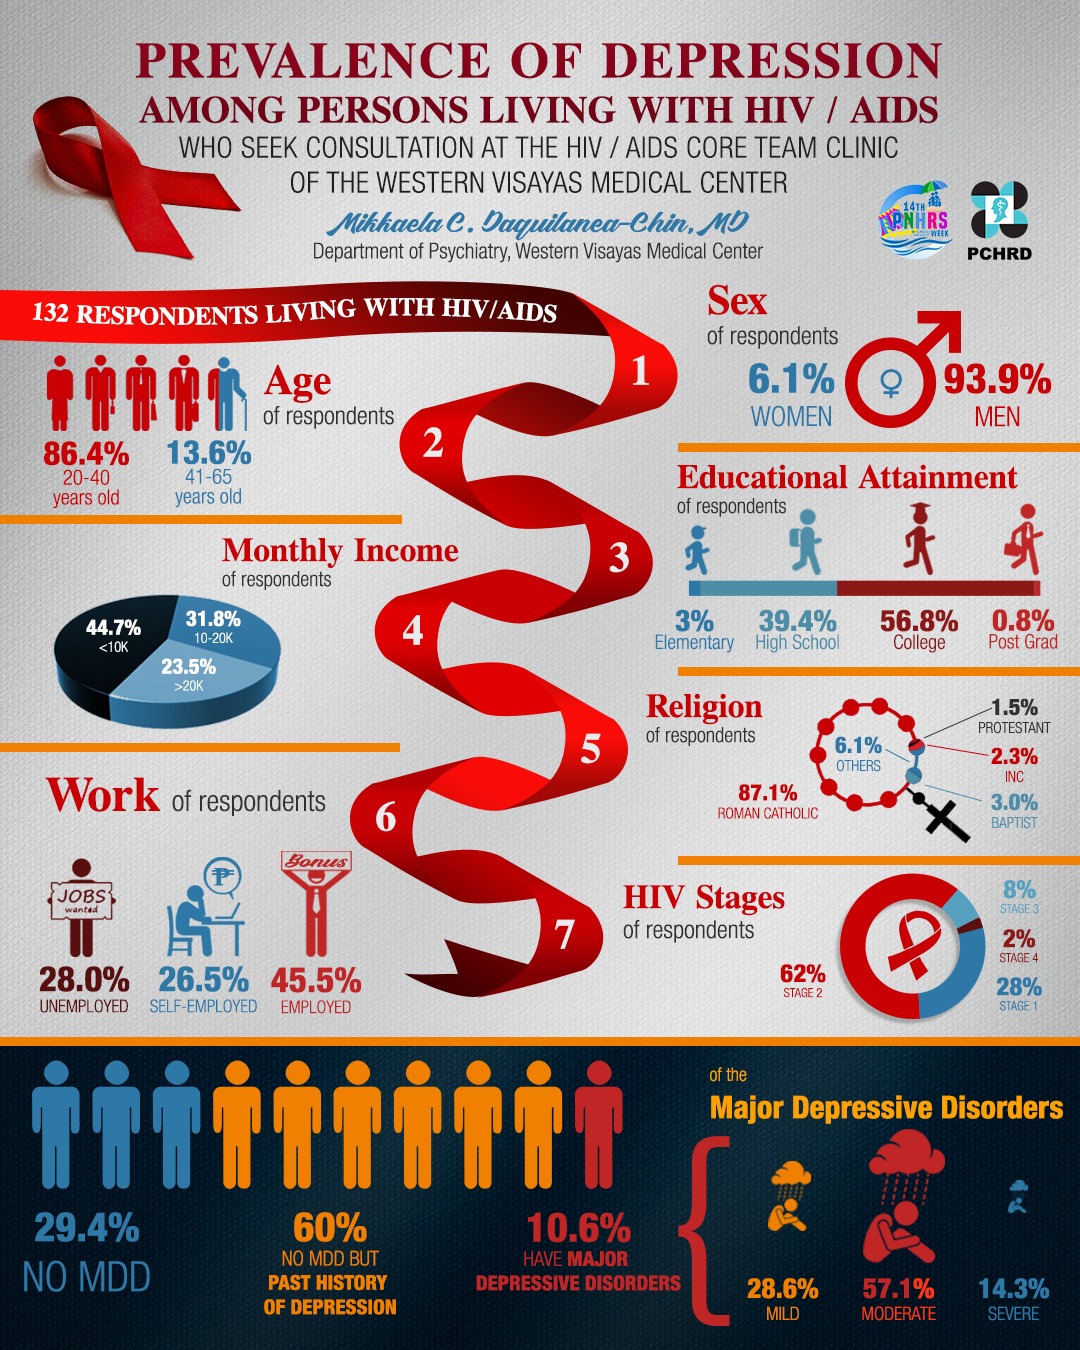 PREVALENCE OF DEPRESSION
AMONG PERSONS LIVING WITH HIV / AIDS
WHO SEEK CONSULTATION AT THE HIV / AIDS CORE TEAM CLINIC
OF THE WESTERN VISAYAS MEDICAL CENTER
Mikkaela C. Daquilanea-Chin, MD
Department of Psychiatry, Western Visayas Medical Center
14TH
PNHRS
WEEK
PCHRD
132 RESPONDENTS LIVING WITH HIV/AIDS
1
Sex
of respondents
6.1%
WOMEN
93.9%
MEN
2
Age
of respondents
86.4%
20-40
years old
13.6%
41-65
years old
3
Educational Attainment
of respondents
3%
Elementary
39.4%
High School
56.8%
College
0.8%
Post Grad
4
Monthly Income
of respondents
44.7%
<10K
31.8%
10-20K
23.5%
>20K
5
Religion
of respondents
1.5%
PROTESTANT
6.1%
OTHERS
2.3%
INC
87.1%
ROMAN CATHOLIC
3.0%
BAPTIST
6
Work of respondents
JOBS
wanted
Bonus
28.0%
UNEMPLOYED
26.5%
SELF-EMPLOYED
45.5%
EMPLOYED
7
HIV Stages
of respondents
8%
STAGE 3
2%
STAGE 4
62%
STAGE 2
28%
STAGE 1
29.4%
NO MDD
60%
NO MDD BUT
PAST HISTORY
OF DEPRESSION
10.6%
HAVE MAJOR
DEPRESSIVE DISORDERS
of the
Major Depressive Disorders
28.6%
MILD
57.1%
MODERATE
14.3%
SEVERE